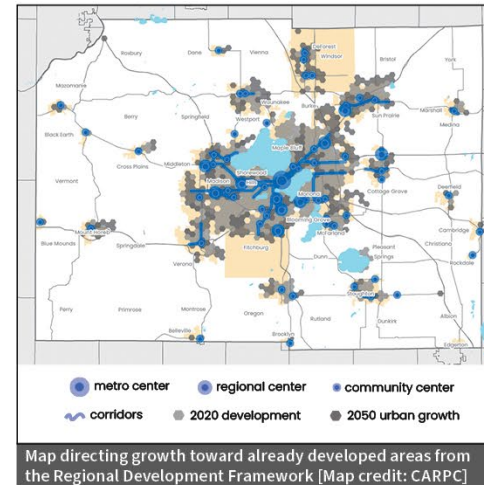 DeForest
Windsor
Roxbury
Dane
Vienna
Bristol
York
Mazomanie
Waunakee
Burke
Berry
Springfield
Westport
Sun Prairie
Marshall
Medina
Black Earth
Maple Bluff
Cross Plains
Middleton
Shorewood
Hills
Madison
Monona
Cottage Grove
Deerfield
Vermont
Blooming Grove
McFarland
Cambridge
Mount Horeb
Fitchburg
Pleasant
Springs
Christiana
Blue Mounds
Springdale
Verona
Dunn
Rockdale
Stoughton
Perry
Primrose
Montrose
Oregon
Rutland
Dunkirk
Albion
Belleville
Brooklyn
Edgerton
metro center
regional center
community center
corridors
2020 development
2050 urban growth
Map directing growth toward already developed areas from
the Regional Development Framework [Map credit: CARPC]